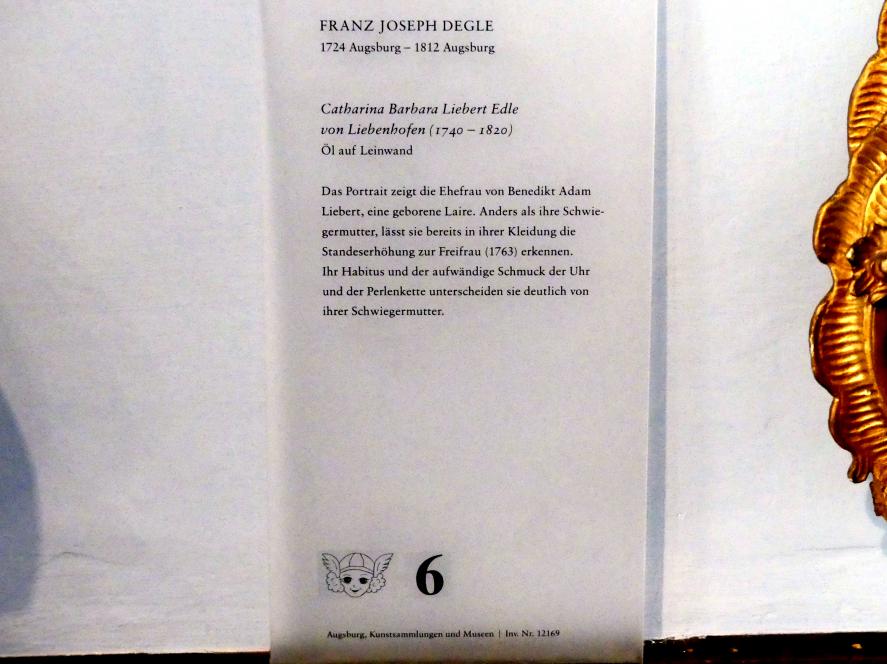 FRANZ JOSEPH DEGLE
1724 Augsburg – 1812 Augsburg
Catharina Barbara Liebert Edle
von Liebenhofen (1740 – 1820)
Öl auf Leinwand
Das Portrait zeigt die Ehefrau von Benedikt Adam
Liebert, eine geborene Laire. Anders als ihre Schwie-
germutter, lässt sie bereits in ihrer Kleidung die
Standeserhöhung zur Freifrau (1763) erkennen.
Ihr Habitus und der aufwändige Schmuck der Uhr
und der Perlenkette unterscheiden sie deutlich von
ihrer Schwiegermutter.
6
Augsburg, Kunstsammlungen und Museen | Inv. Nr. 12169